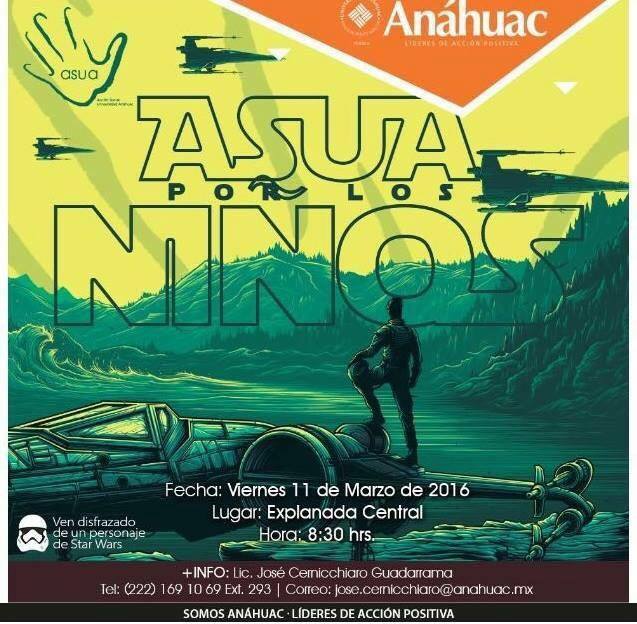 Anáhuac
LÍDERES DE ACCIÓN POSITIVA
asua
ASUA
POR LOS
NIÑOS
Fecha: Viernes 11 de Marzo de 2016
Lugar: Explanada Central
Hora: 8:30 hrs.
Ven disfrazado
de un personaje
de Star Wars
+INFO: Lic. José Cernicchiaro Guadarrama
Tel: (222) 169 10 69 Ext. 293 | Correo: jose.cernicchiaro@anahuac.mx
SOMOS ANÁHUAC · LÍDERES DE ACCIÓN POSITIVA